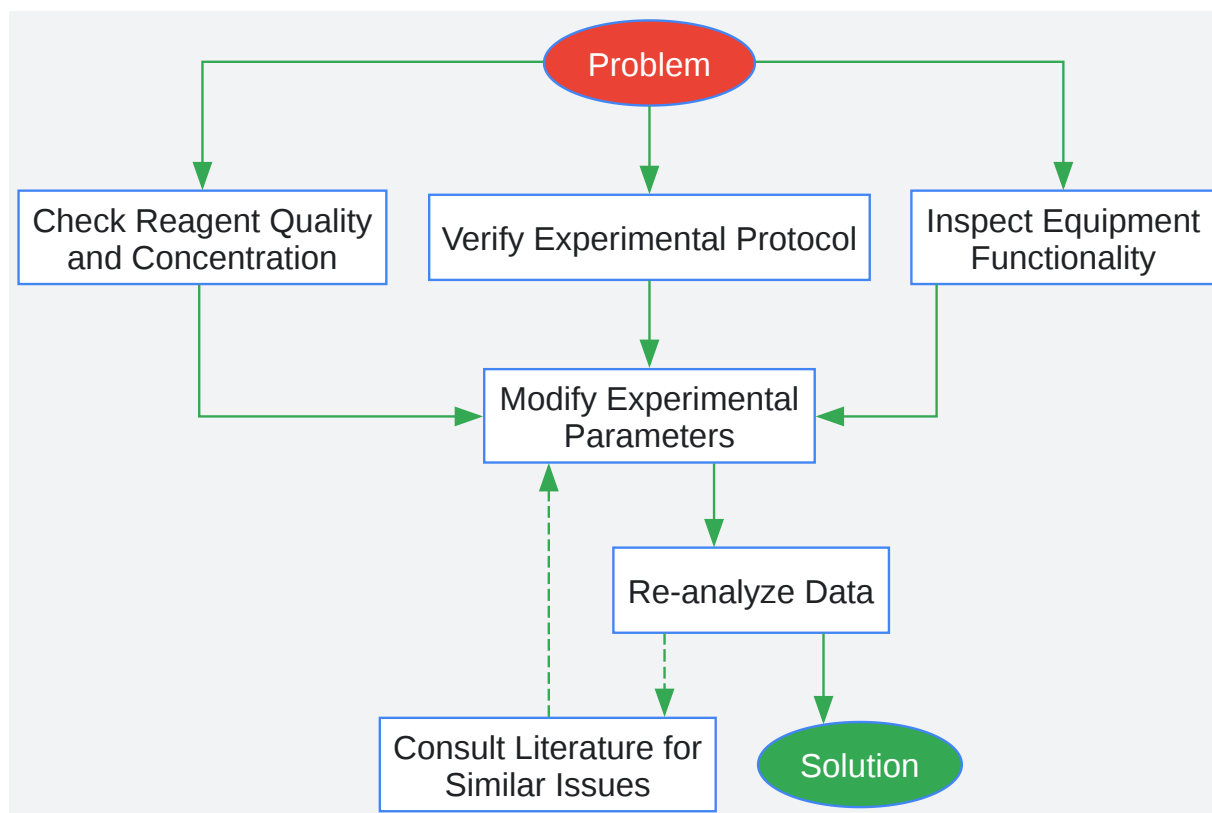 Problem
Check Reagent Quality
and Concentration
Verify Experimental Protocol
Inspect Equipment
Functionality
Modify Experimental
Parameters
Re-analyze Data
Consult Literature for
Similar Issues
Solution